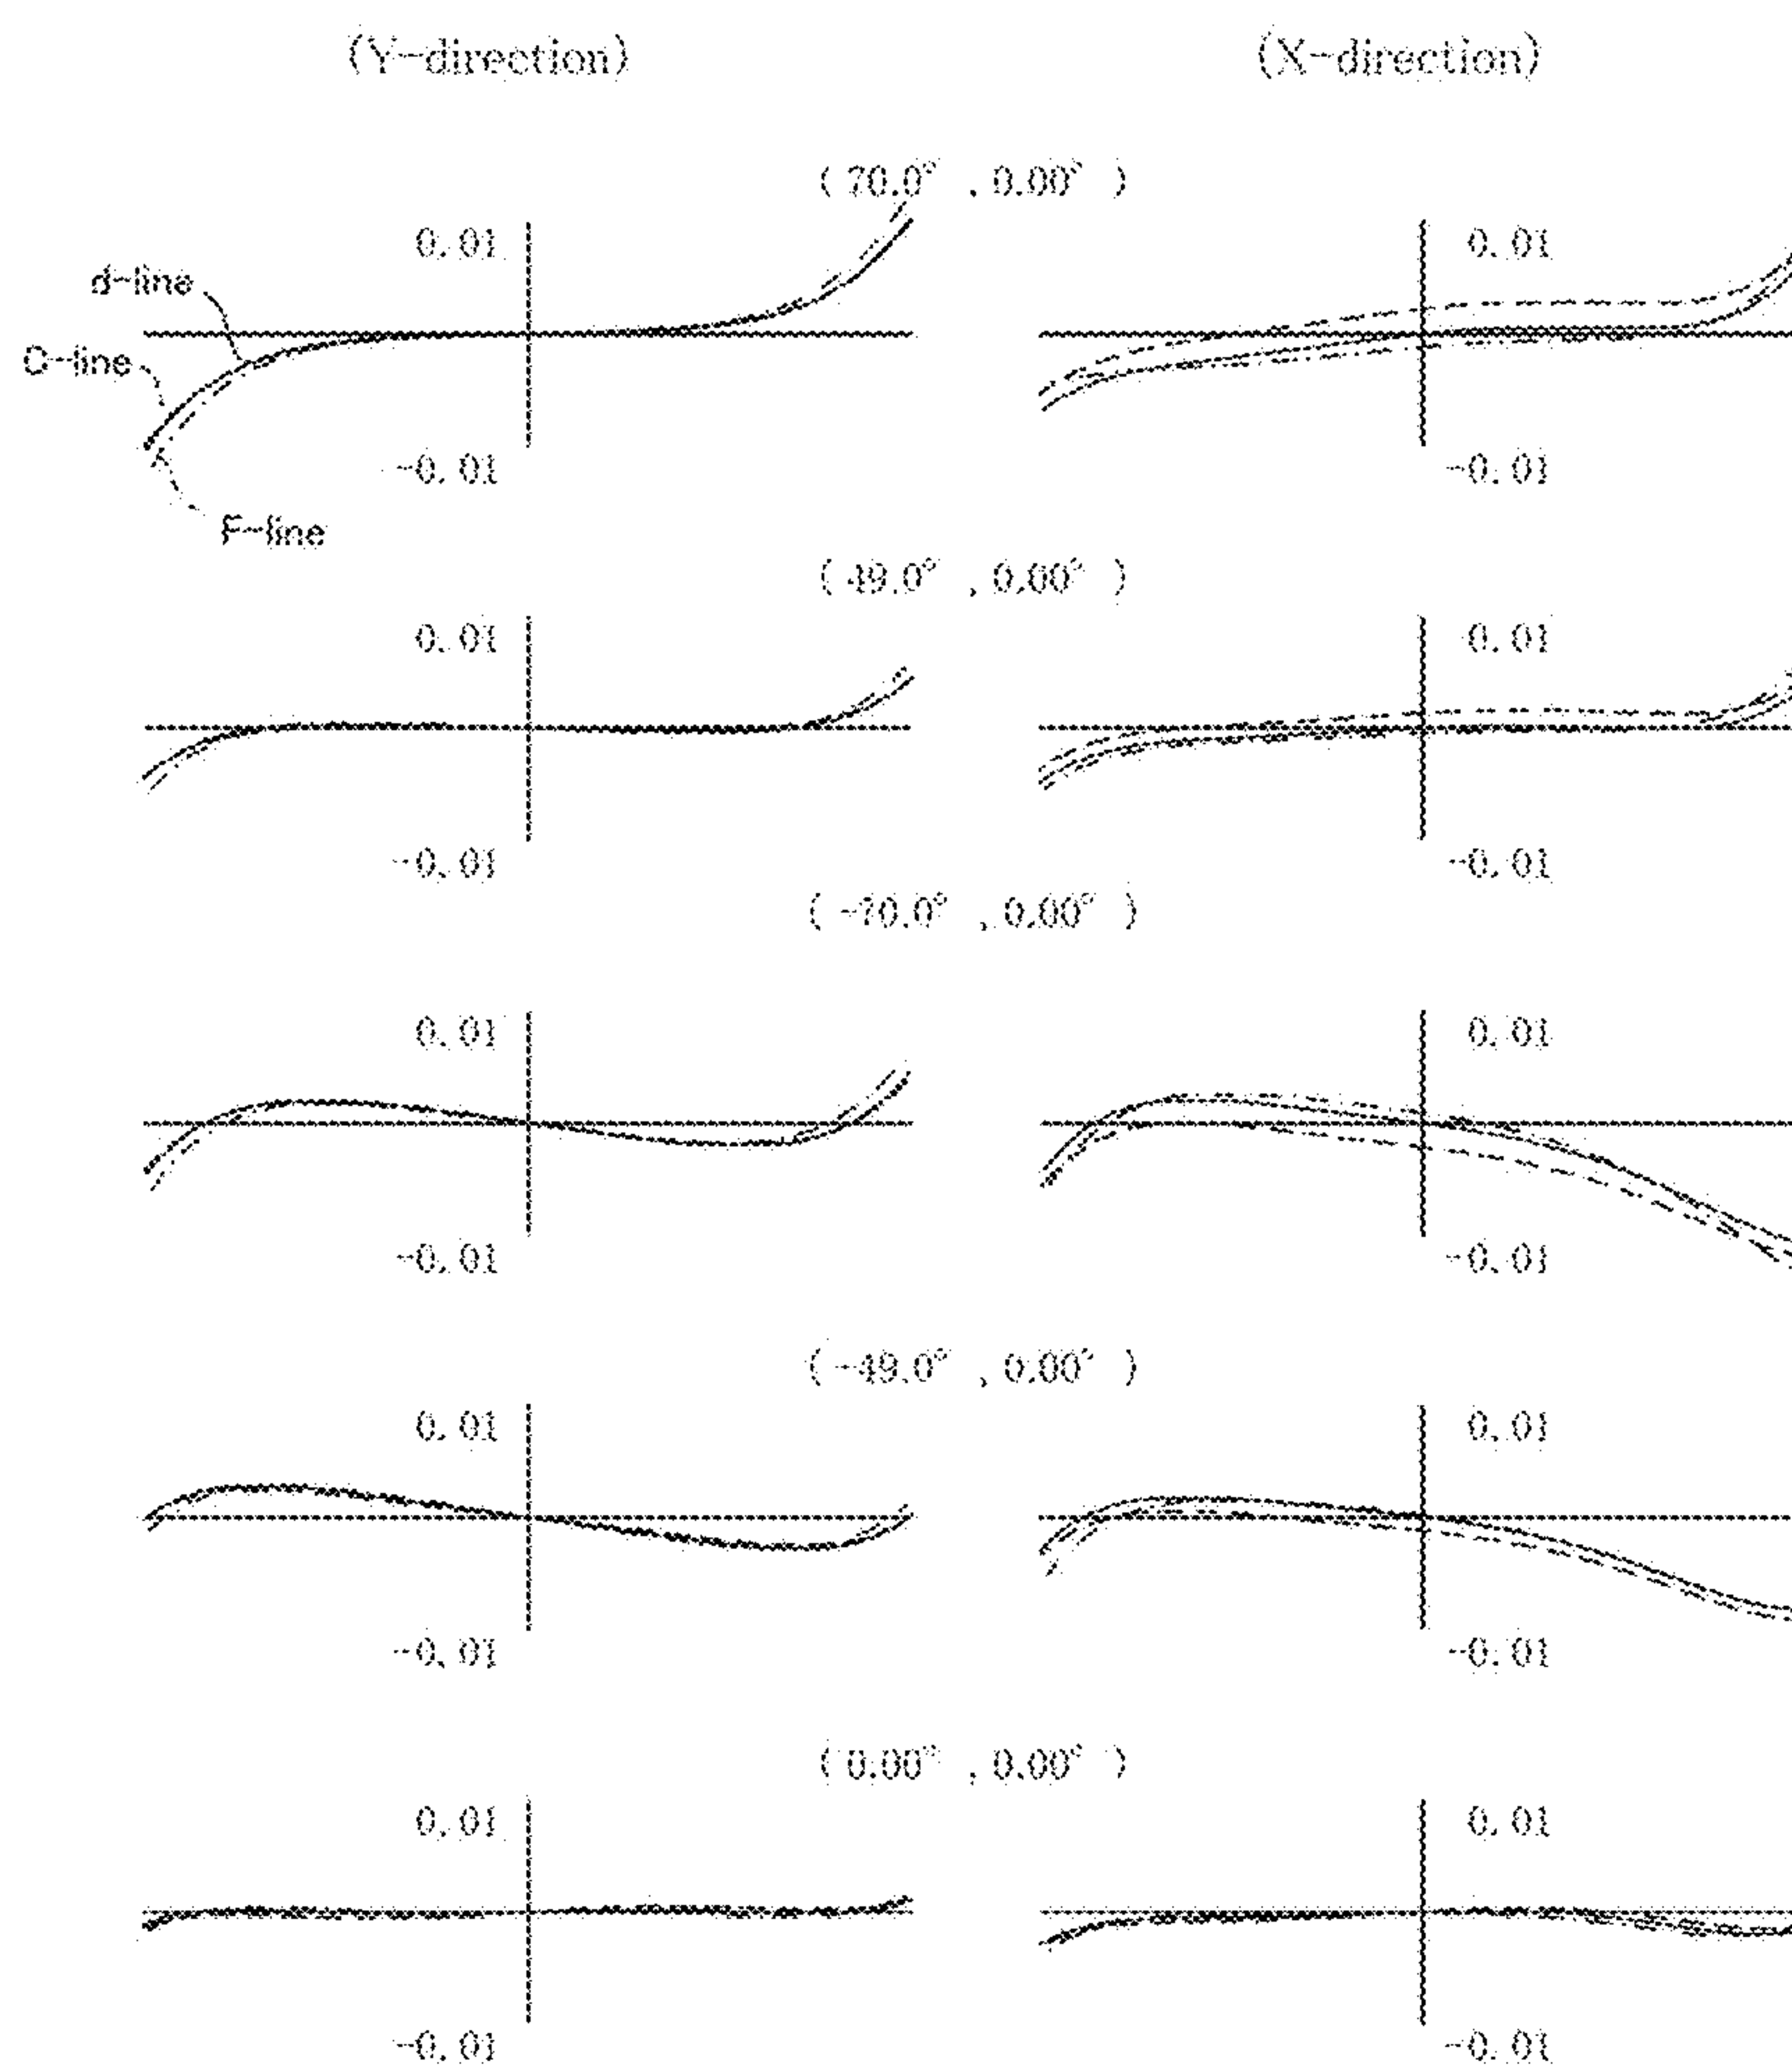 (Y-direction) (X-direction)
( 70.0° , 0.00° )
0.01 0.01
d-line
C-line
-0.01 -0.01
F-line
( 49.0° , 0.00° )
0.01 0.01
-0.01 -0.01
( -70.0° , 0.00° )
0.01 0.01
-0.01 -0.01
( -49.0° , 0.00° )
0.01 0.01
-0.01 -0.01
( 0.00° , 0.00° )
0.01 0.01
-0.01 -0.01